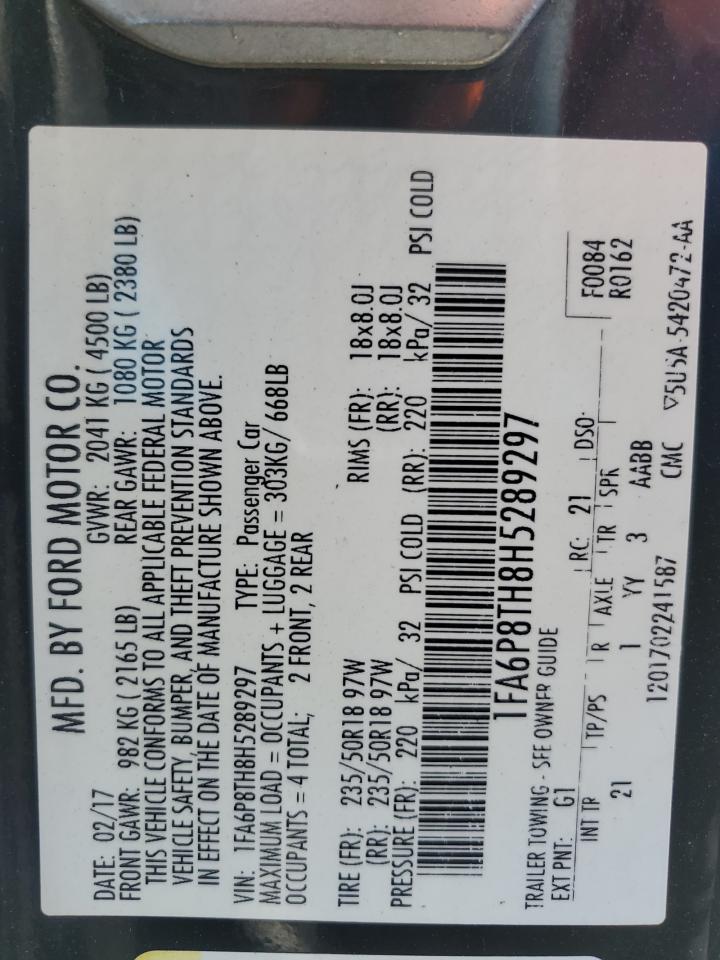 MFD. BY FORD MOTOR CO.
DATE: 02/17 GVWR: 2041 KG ( 4500 LB)
FRONT GAWR: 982 KG ( 2165 LB) REAR GAWR: 1080 KG ( 2380 LB)
THIS VEHICLE CONFORMS TO ALL APPLICABLE FEDERAL MOTOR
VEHICLE SAFETY, BUMPER, AND THEFT PREVENTION STANDARDS
IN EFFECT ON THE DATE OF MANUFACTURE SHOWN ABOVE.
VIN: 1FA6P8TH8H5289297 TYPE: Passenger Car
MAXIMUM LOAD = OCCUPANTS + LUGGAGE = 303KG/ 668LB
OCCUPANTS = 4 TOTAL; 2 FRONT, 2 REAR
TIRE (FR): 235/50R18 97W RIMS (FR): 18x8.0J
(RR): 235/50R18 97W (RR): 18x8.0J
PRESSURE (FR): 220 kPa/ 32 PSI COLD (RR): 220 kPa/ 32 PSI COLD
1FA6P8TH8H5289297
TRAILER TOWING - SEE OWNER GUIDE
EXT PNT: G1 RC: 21 DSO: F0084
R0162
INT TR TP/PS R AXLE TR SPR
21 1 YY 3 AABB
1201702241587 CMC ▽5U5A-5420472-AA